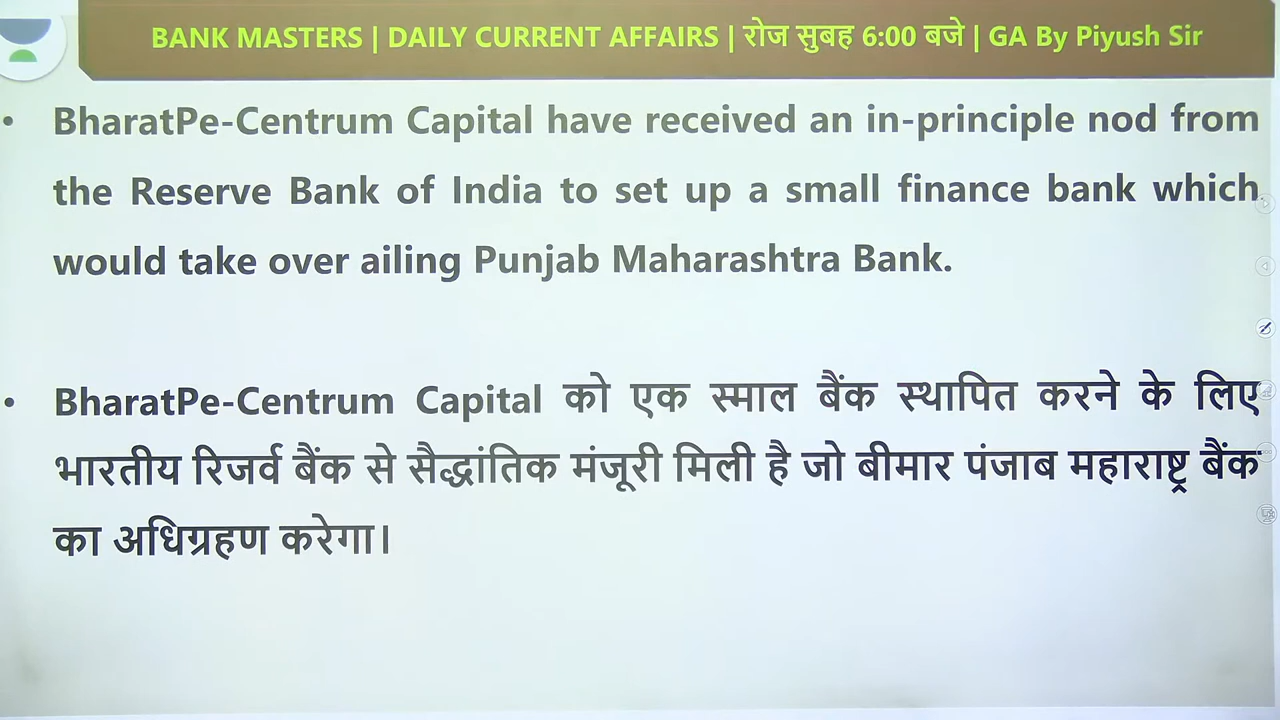 BANK MASTERS | DAILY CURRENT AFFAIRS | रोज सुबह 6:00 बजे | GA By Piyush Sir
• BharatPe-Centrum Capital have received an in-principle nod from
the Reserve Bank of India to set up a small finance bank which
would take over ailing Punjab Maharashtra Bank.
• BharatPe-Centrum Capital को एक स्माल बैंक स्थापित करने के लिए
भारतीय रिजर्व बैंक से सैद्धांतिक मंजूरी मिली है जो बीमार पंजाब महाराष्ट्र बैंक
का अधिग्रहण करेगा।